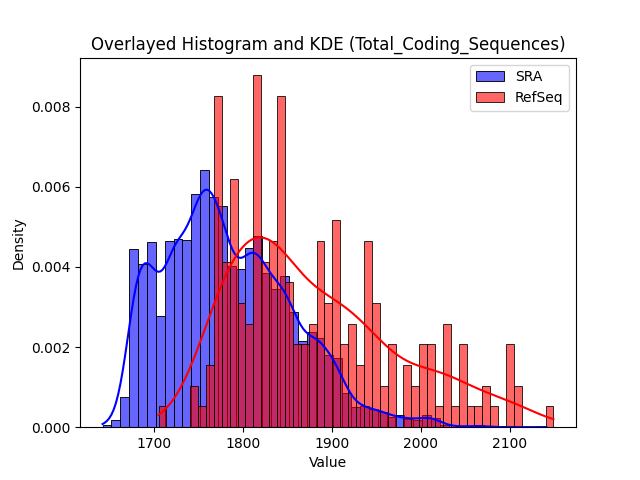 Overlayed Histogram and KDE (Total_Coding_Sequences)
SRA
RefSeq
0.008
0.006
0.004
0.002
0.000
Density
1700 1800 1900 2000 2100
Value